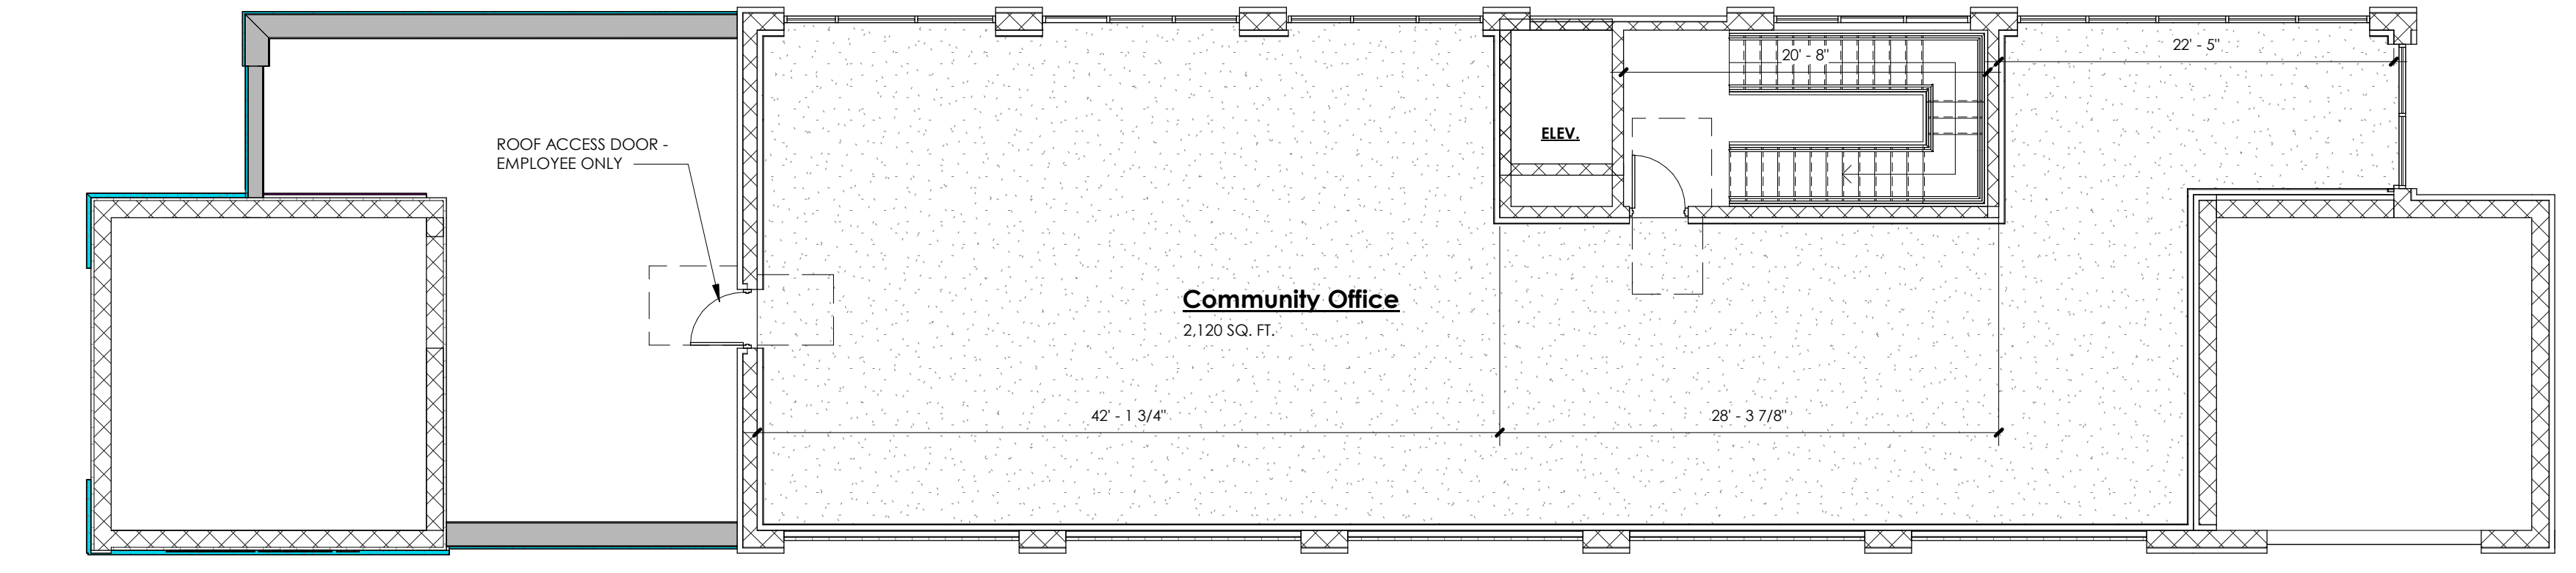 22' - 5"
20' - 8"
ELEV.
ROOF ACCESS DOOR -
EMPLOYEE ONLY
Community Office
2,120 SQ. FT.
42' - 1 3/4"
28' - 3 7/8"